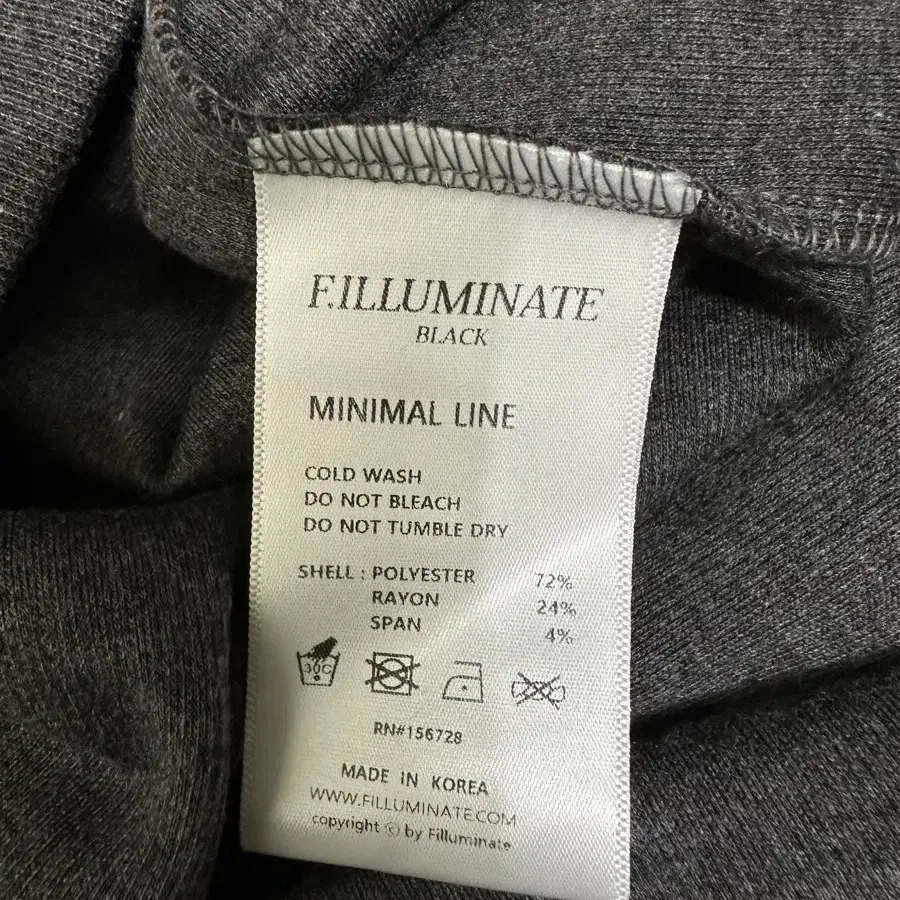 F.ILLUMINATE
BLACK
MINIMAL LINE
COLD WASH
DO NOT BLEACH
DO NOT TUMBLE DRY
SHELL : POLYESTER 72%
RAYON 24%
SPAN 4%
30C
RN#156728
MADE IN KOREA
WWW.FILLUMINATE.COM
copyright ⓒ by Filluminate